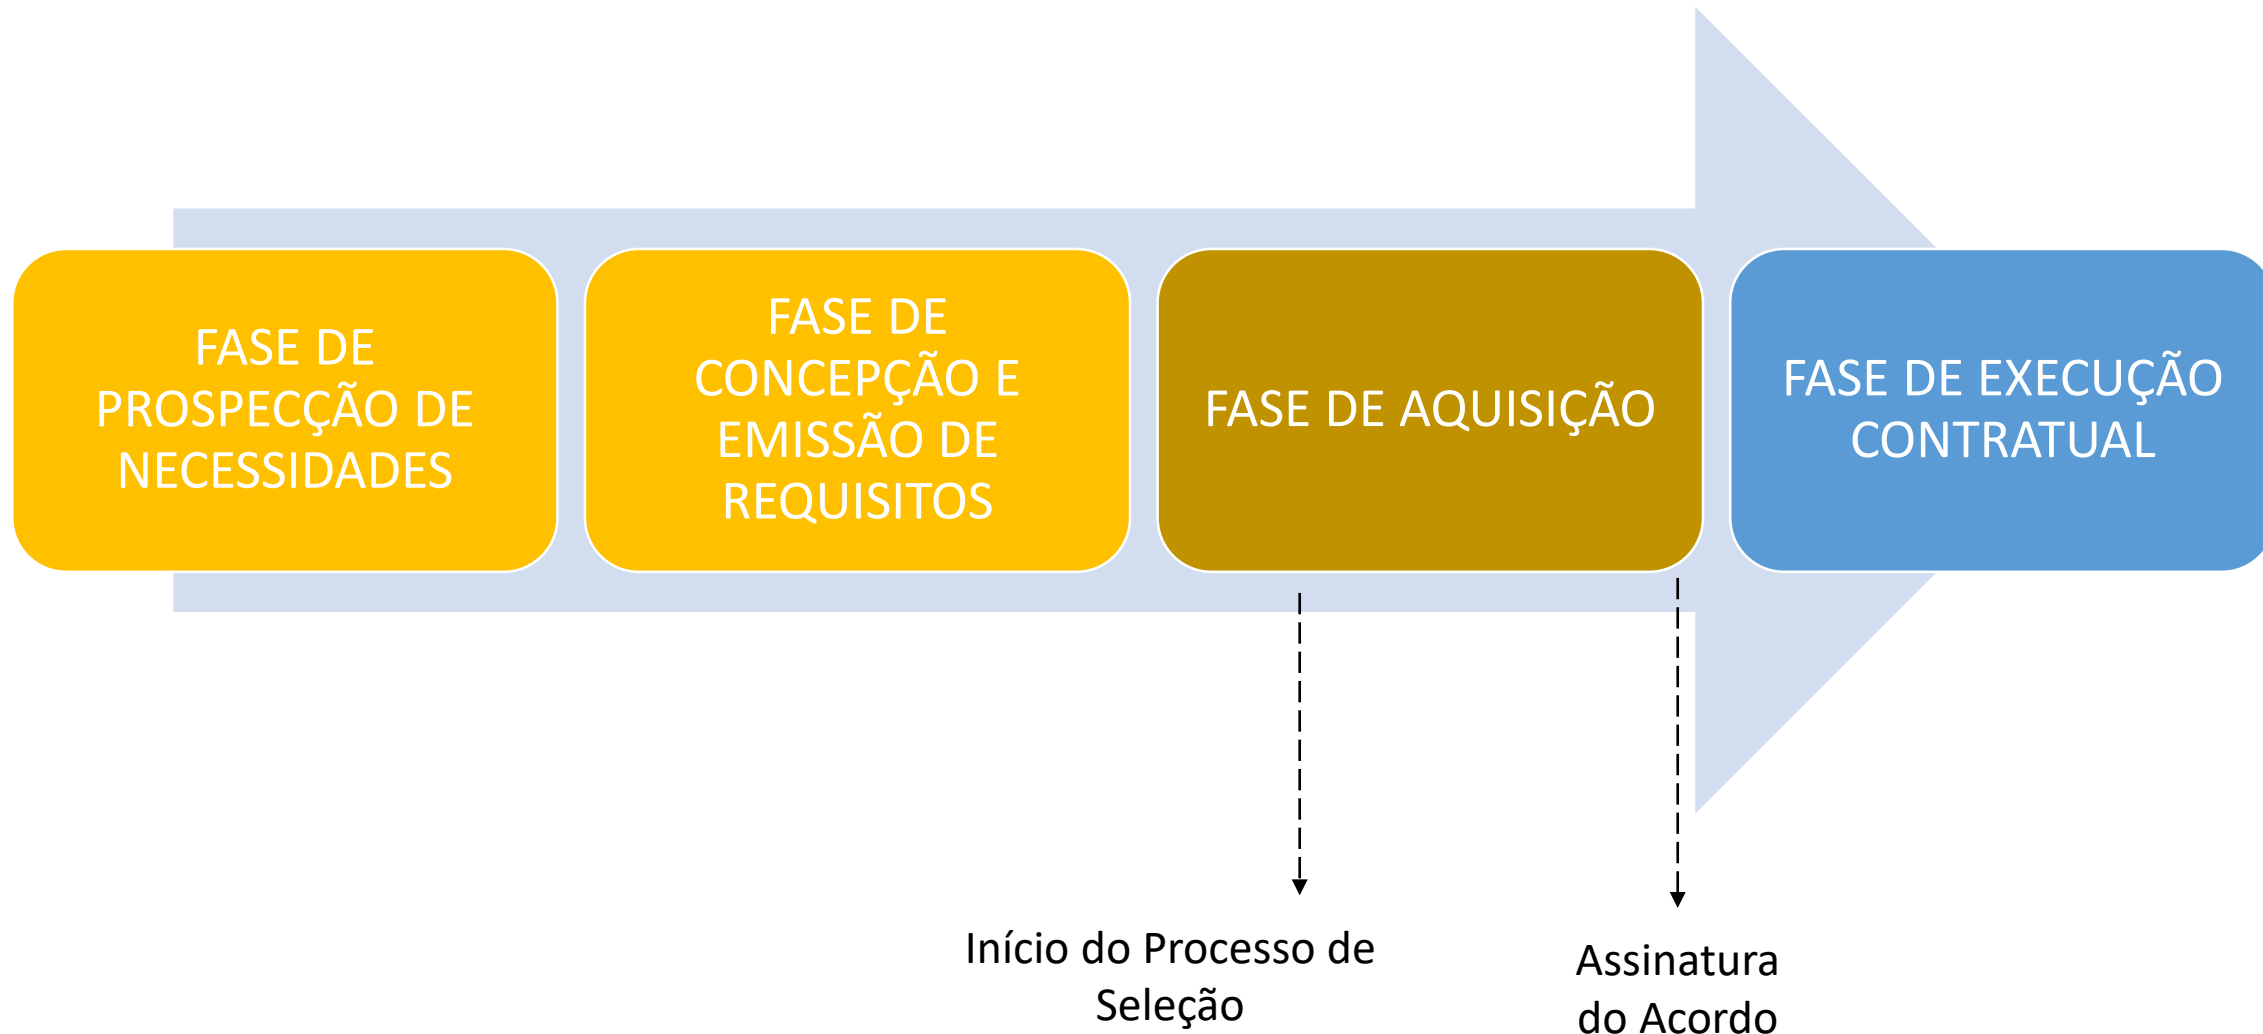 FASE DE
PROSPECÇÃO DE
NECESSIDADES
FASE DE
CONCEPÇÃO E
EMISSÃO DE
REQUISITOS
FASE DE AQUISIÇÃO
FASE DE EXECUÇÃO
CONTRATUAL
Início do Processo de
Seleção
Assinatura
do Acordo